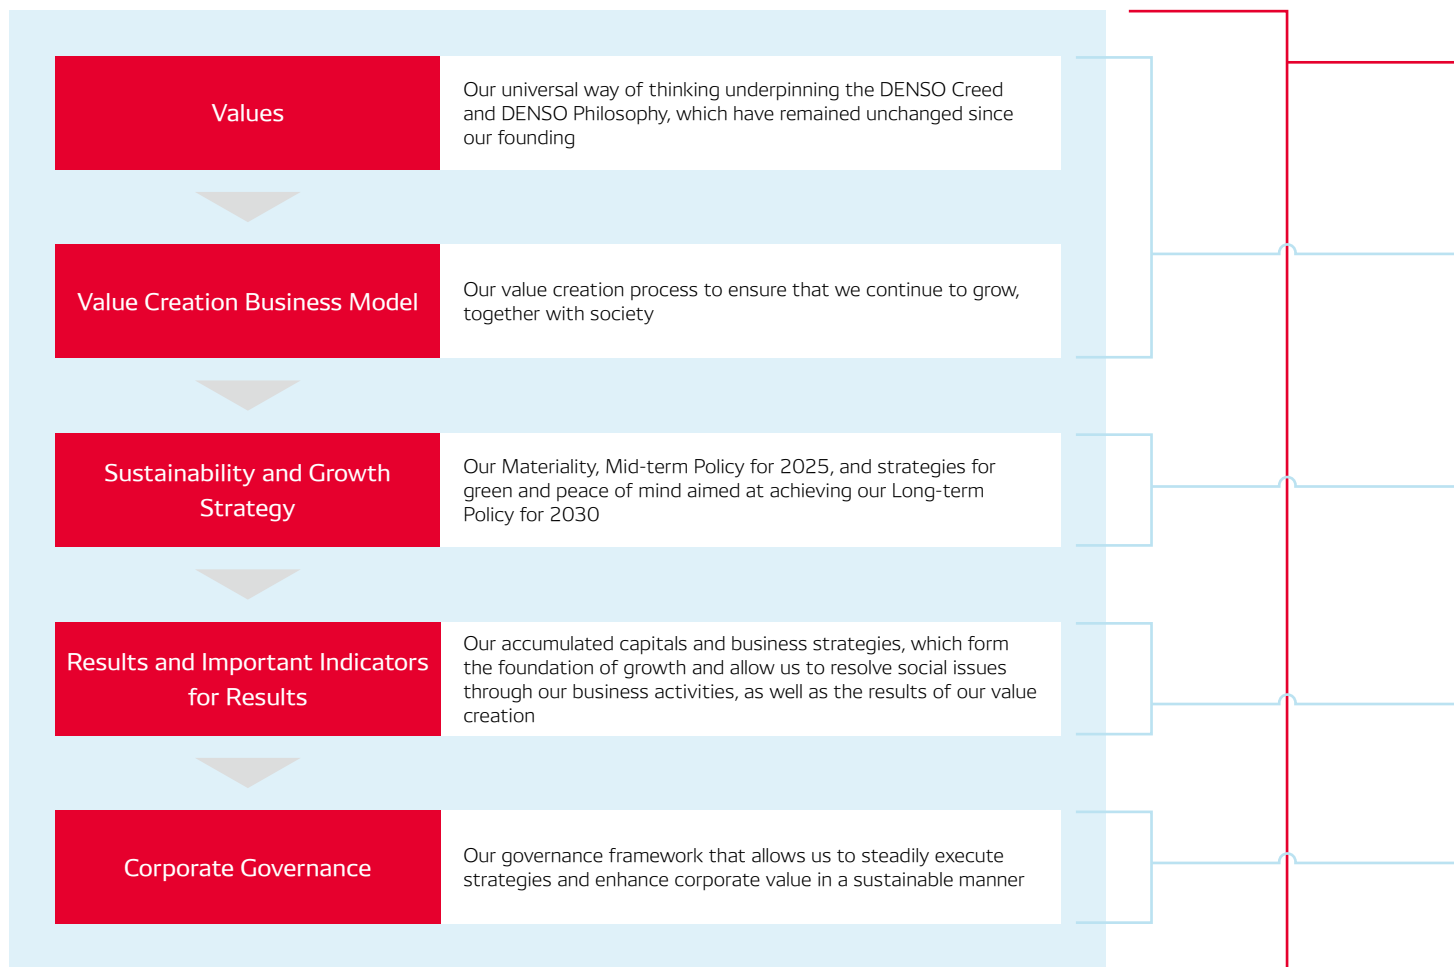 Values
Our universal way of thinking underpinning the DENSO Creed
and DENSO Philosophy, which have remained unchanged since
our founding
Value Creation Business Model
Our value creation process to ensure that we continue to grow,
together with society
Sustainability and Growth
Strategy
Our Materiality, Mid-term Policy for 2025, and strategies for
green and peace of mind aimed at achieving our Long-term
Policy for 2030
Results and Important Indicators
for Results
Our accumulated capitals and business strategies, which form
the foundation of growth and allow us to resolve social issues
through our business activities, as well as the results of our value
creation
Corporate Governance
Our governance framework that allows us to steadily execute
strategies and enhance corporate value in a sustainable manner